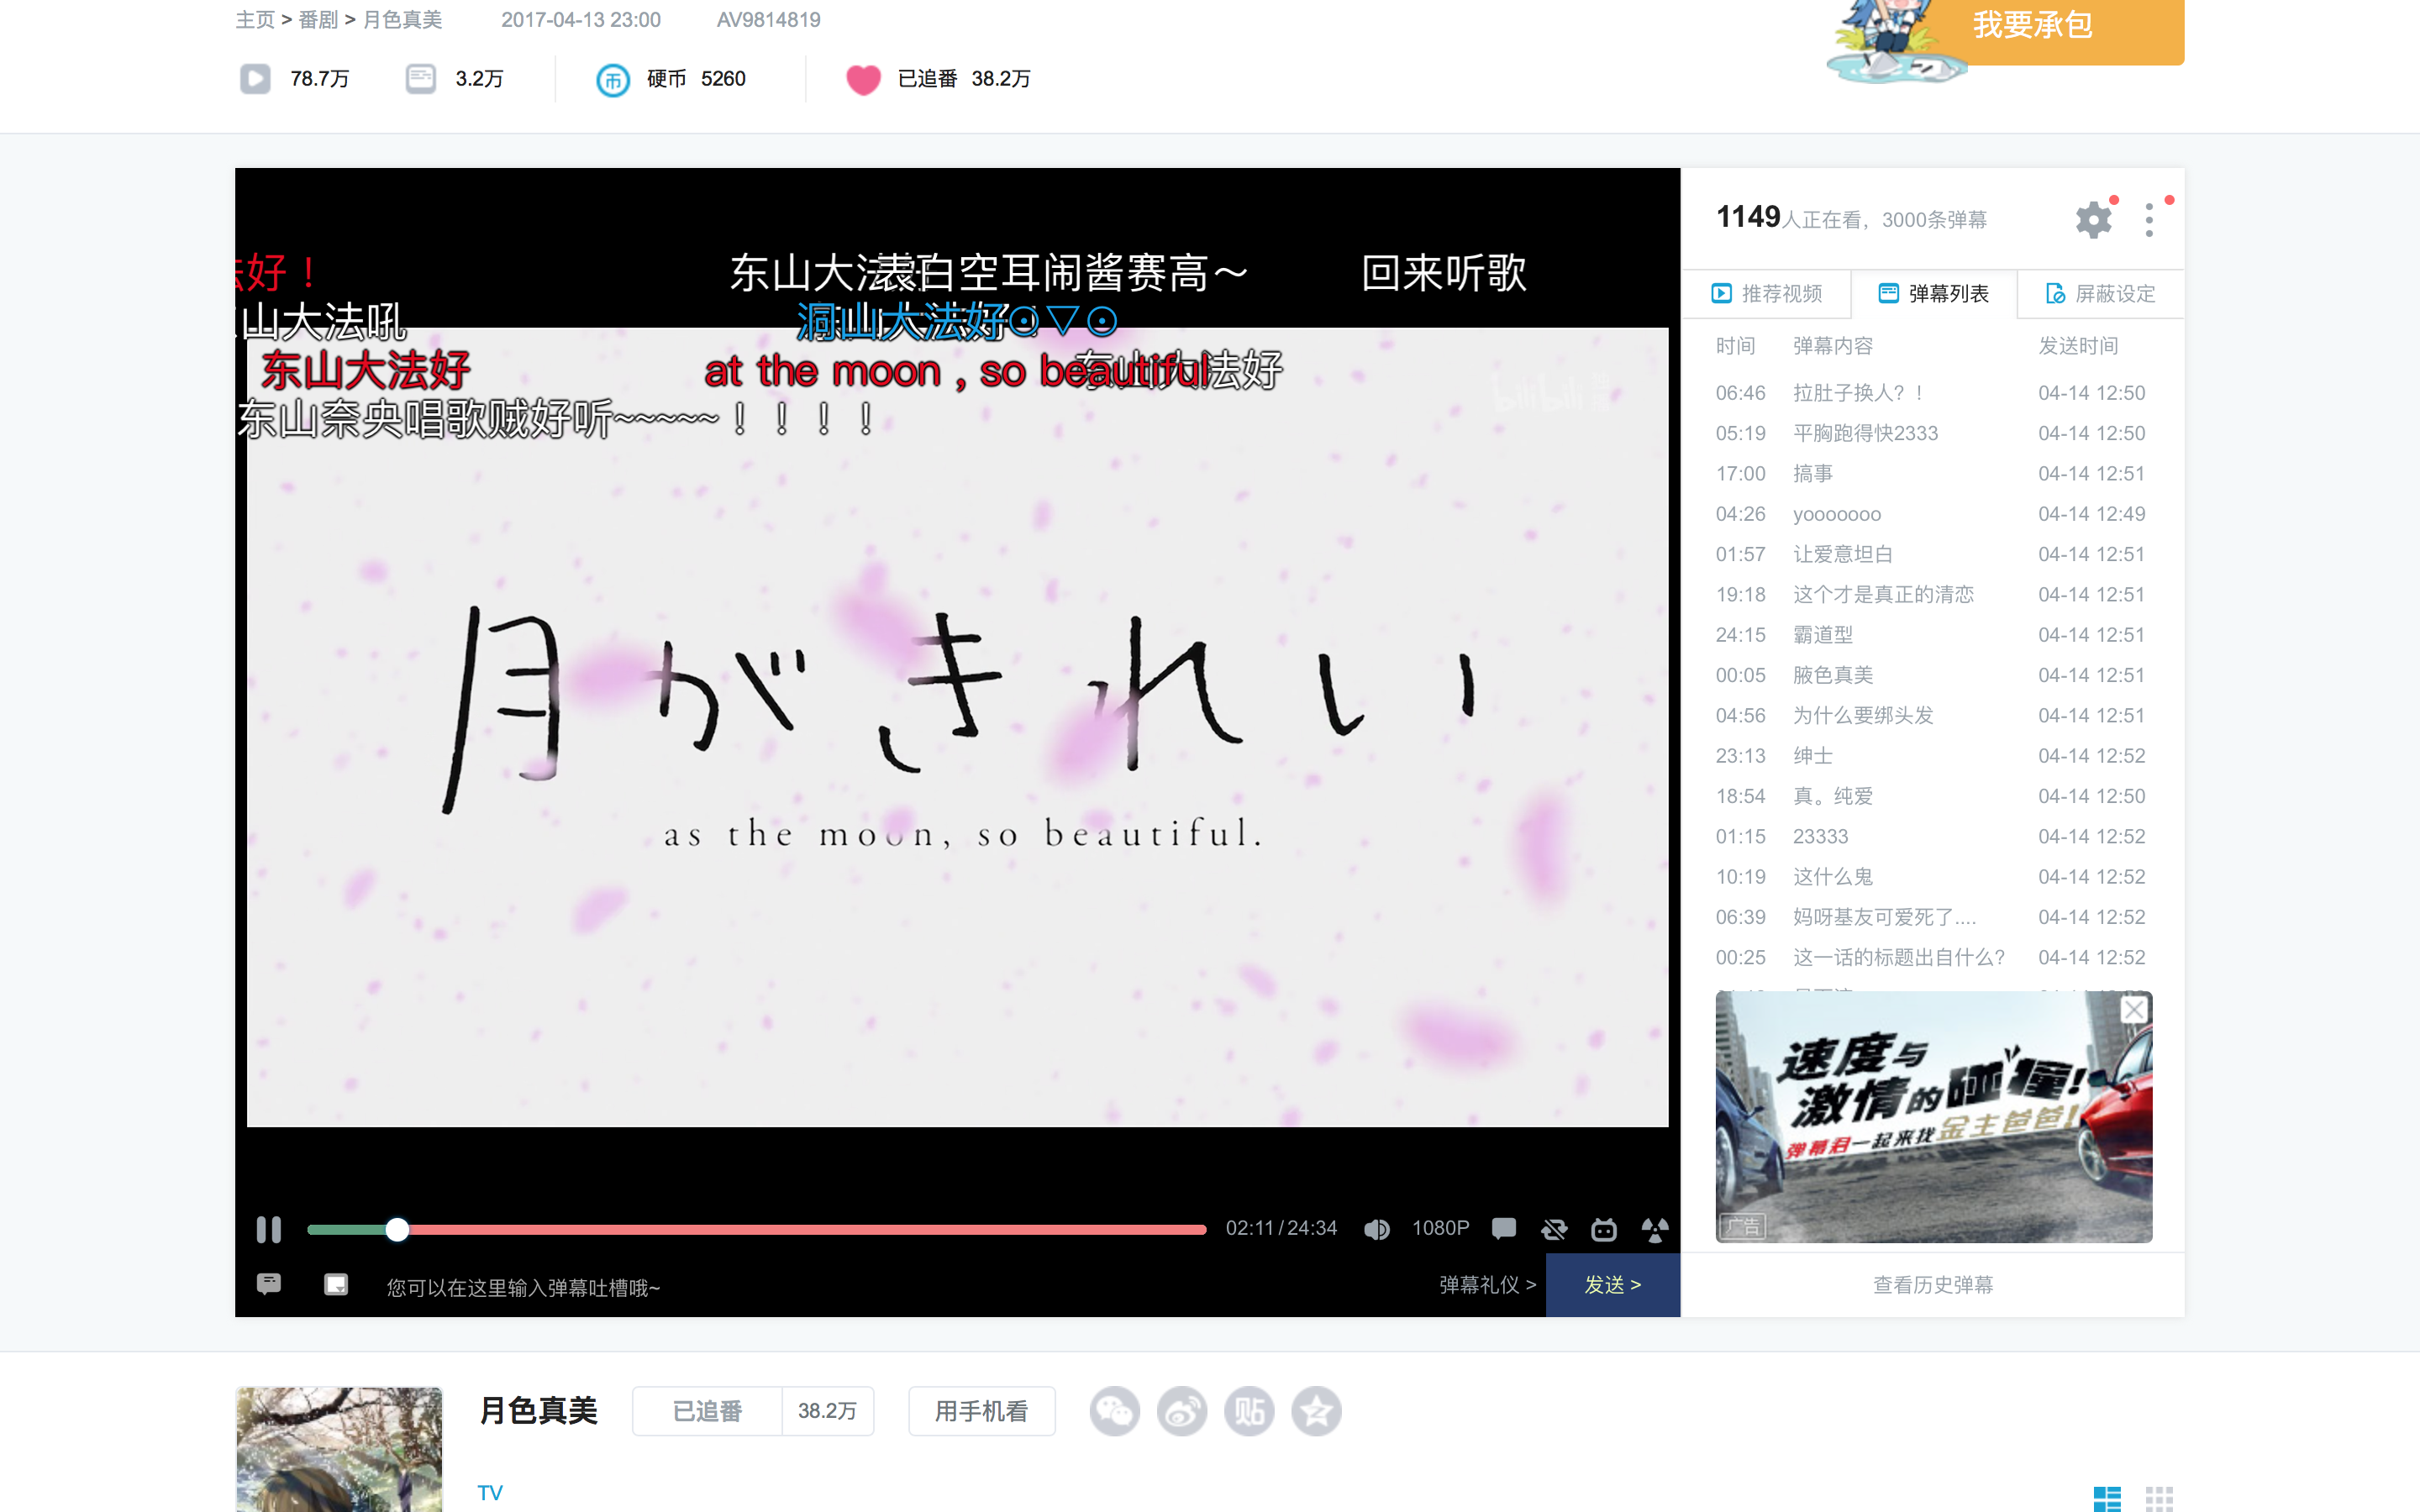 主页 > 番剧 > 月色真美 2017-04-13 23:00 AV9814819
我要承包
78.7万 3.2万 硬币 5260 已追番 38.2万
1149人正在看，3000条弹幕
推荐视频 弹幕列表 屏蔽设定
时间 弹幕内容 发送时间
06:46 拉肚子换人？！ 04-14 12:50
05:19 平胸跑得快2333 04-14 12:50
17:00 搞事 04-14 12:51
04:26 yooooooo 04-14 12:49
01:57 让爱意坦白 04-14 12:51
19:18 这个才是真正的清恋 04-14 12:51
24:15 霸道型 04-14 12:51
00:05 腋色真美 04-14 12:51
04:56 为什么要绑头发 04-14 12:51
23:13 绅士 04-14 12:52
18:54 真。纯爱 04-14 12:50
01:15 23333 04-14 12:52
10:19 这什么鬼 04-14 12:52
06:39 妈呀基友可爱死了.... 04-14 12:52
00:25 这一话的标题出自什么? 04-14 12:52
好！ 东山大法 表白空耳闹酱赛高～ 回来听歌
山大法吼 洞山大法好⊙▽⊙
东山大法好 at the moon , so beautiful 东山大法好
东山奈央唱歌贼好听~~~~~！！！！
bilibili
月がきれい
as the moon, so beautiful.
速度与
激情的碰撞!
弹幕君一起来找金主爸爸!
广告
02:11/24:34 1080P
您可以在这里输入弹幕吐槽哦~ 弹幕礼仪 > 发送 >
查看历史弹幕
月色真美 已追番 38.2万 用手机看
贴
TV